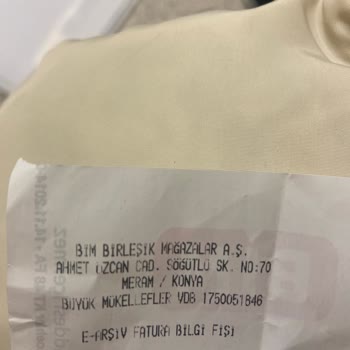 BİM BİRLEŞİK MAĞAZALAR A.Ş.
AHMET ÖZCAN CAD. SÖĞÜTLÜ SK. NO:70
MERAM / KONYA
BÜYÜK MÜKELLEFLER VDB 1750051846
E-ARŞİV FATURA BİLGİ FİŞİ